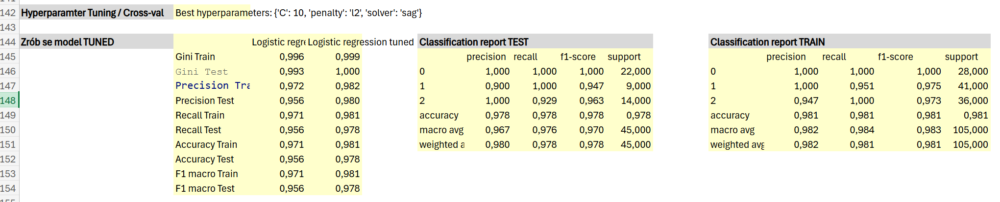 142 Hyperparamter Tuning / Cross-val Best hyperparameters: {'C': 10, 'penalty': 'l2', 'solver': 'sag'}
143
144 Zrób se model TUNED Logistic regre Logistic regression tuned Classification report TEST Classification report TRAIN
145 Gini Train 0,996 0,999 precision recall f1-score support precision recall f1-score support
146 Gini Test 0,993 1,000 0 1,000 1,000 1,000 22,000 0 1,000 1,000 1,000 28,000
147 Precision Tra 0,972 0,982 1 0,900 1,000 0,947 9,000 1 1,000 0,951 0,975 41,000
148 Precision Test 0,956 0,980 2 1,000 0,929 0,963 14,000 2 0,947 1,000 0,973 36,000
149 Recall Train 0,971 0,981 accuracy 0,978 0,978 0,978 0,978 accuracy 0,981 0,981 0,981 0,981
150 Recall Test 0,956 0,978 macro avg 0,967 0,976 0,970 45,000 macro avg 0,982 0,984 0,983 105,000
151 Accuracy Train 0,971 0,981 weighted a 0,980 0,978 0,978 45,000 weighted avg 0,982 0,981 0,981 105,000
152 Accuracy Test 0,956 0,978
153 F1 macro Train 0,971 0,981
154 F1 macro Test 0,956 0,978